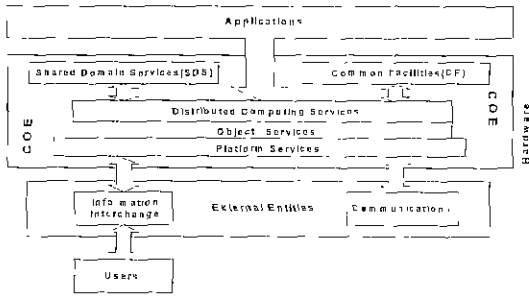 Applications
Shared Domain Services(SDS)
Common Facilities(CF)
COE
COE
Hardware
Distributed Computing Services
Object Services
Platform Services
Information
Interchange
External Entities
Communication
Users